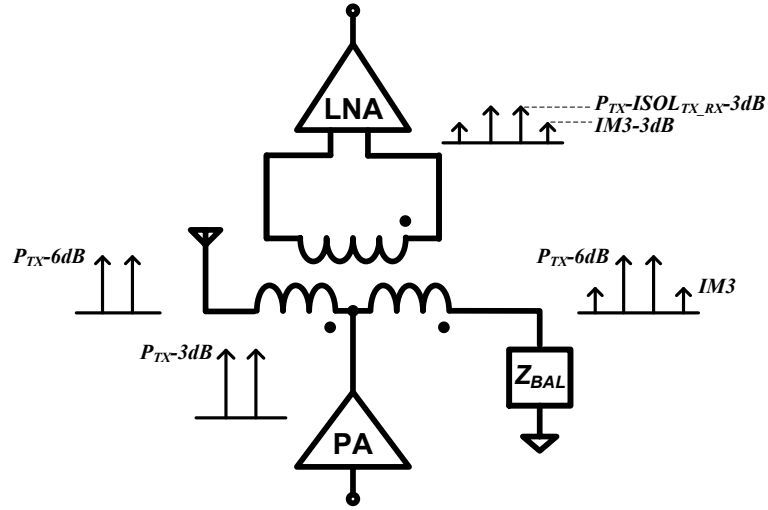 LNA
P_TX-ISOL_TX_RX-3dB
IM3-3dB
P_TX-6dB
P_TX-6dB
IM3
P_TX-3dB
Z_BAL
PA